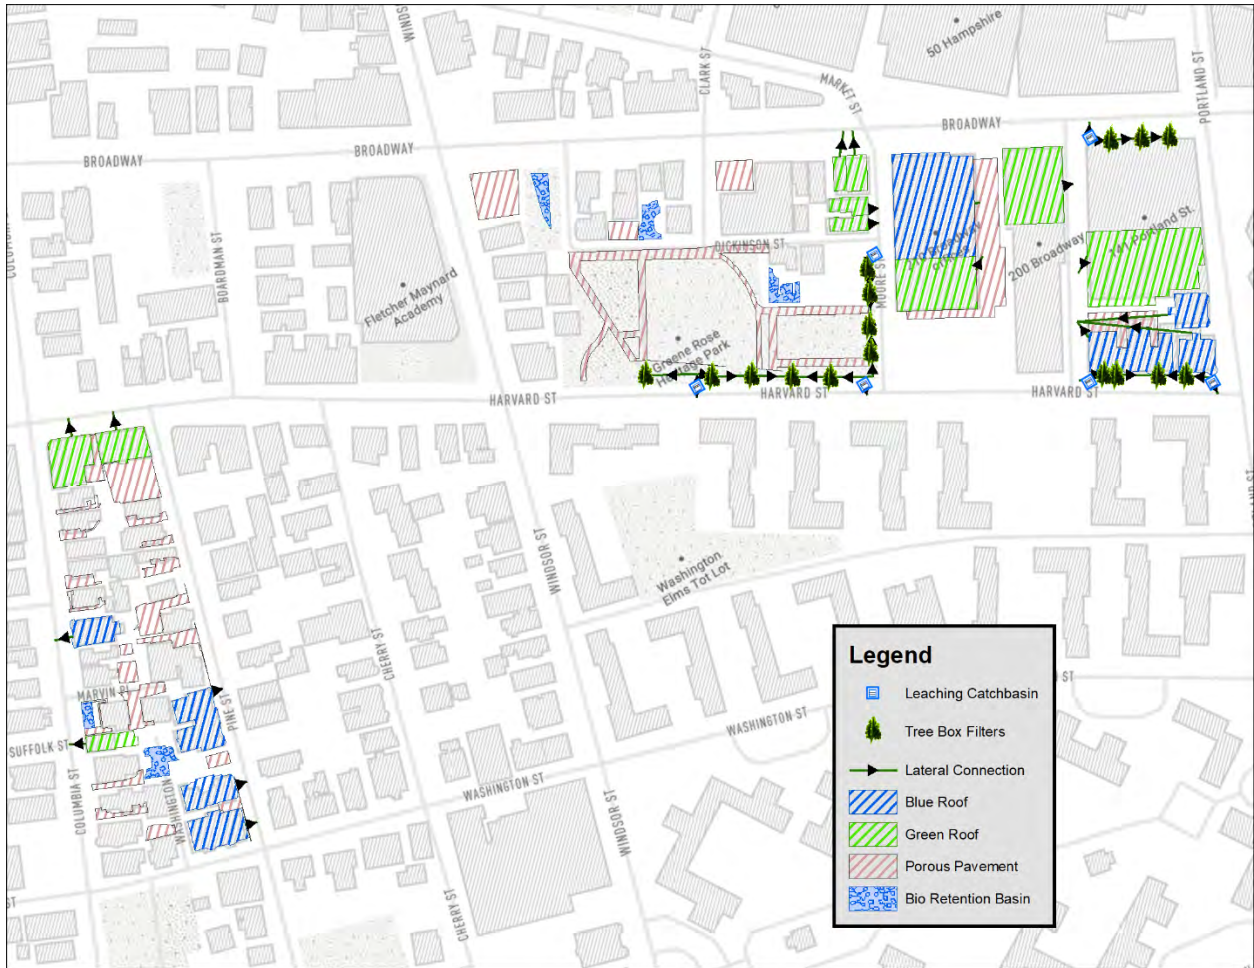 WINDSOR
50 Hampshire
CLARK ST
MARKET ST
PORTLAND ST
BROADWAY
BROADWAY
BROADWAY
BOARDMAN ST
Fletcher Maynard
Academy
DICKINSON ST
MOORE ST
200 Broadway
141 Portland St.
Greene Rose
Heritage Park
HARVARD ST
HARVARD ST
HARVARD ST
WINDSOR ST
Washington
Elms Tot Lot
CHERRY ST
PINE ST
MARVIN PL
SUFFOLK ST
COLUMBIA ST
WASHINGTON
WASHINGTON ST
WASHINGTON ST
WINDSOR ST
CHERRY ST
Legend
Leaching Catchbasin
Tree Box Filters
Lateral Connection
Blue Roof
Green Roof
Porous Pavement
Bio Retention Basin